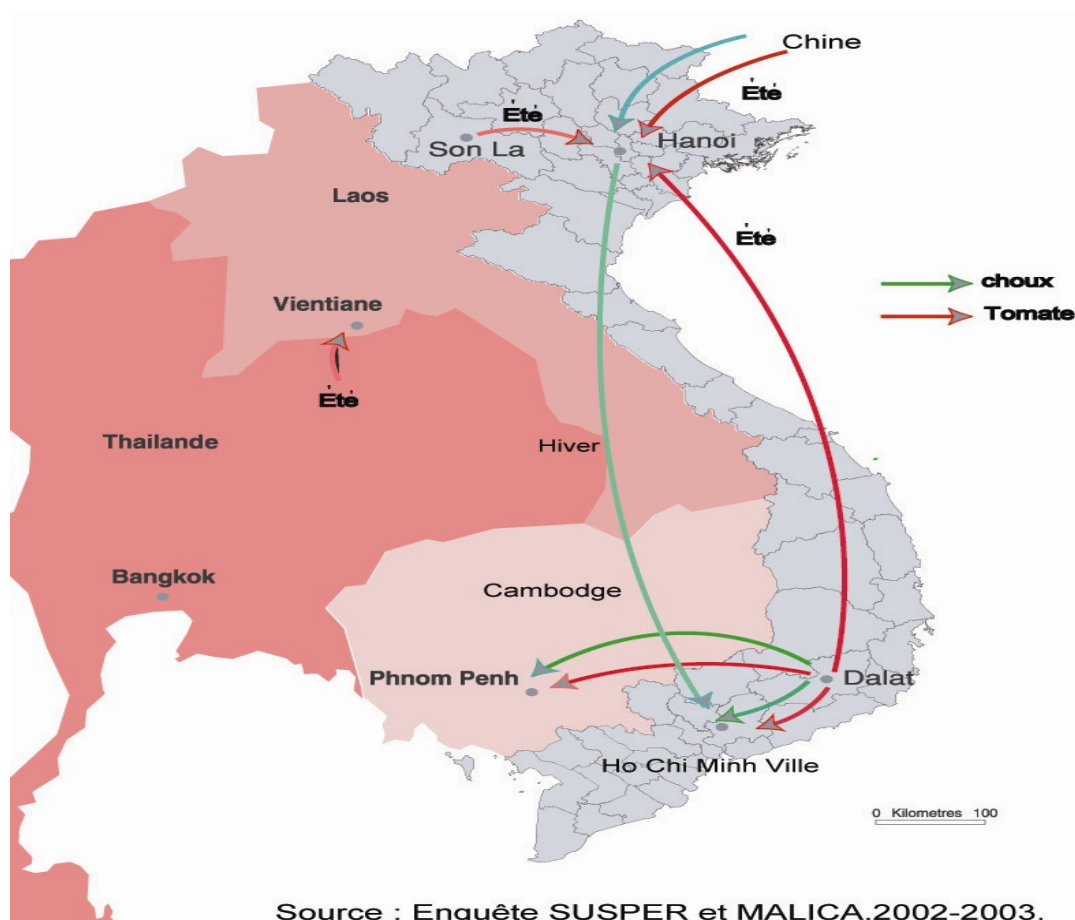 Chine
Été
Été
Hanoi
Son La
Laos
Été
choux
Vientiane
Tomate
Été
Thailande
Hiver
Bangkok
Cambodge
Phnom Penh
Dalat
Ho Chi Minh Ville
0 Kilometres 100
Source : Enquête SUSPER et MALICA.2002-2003.